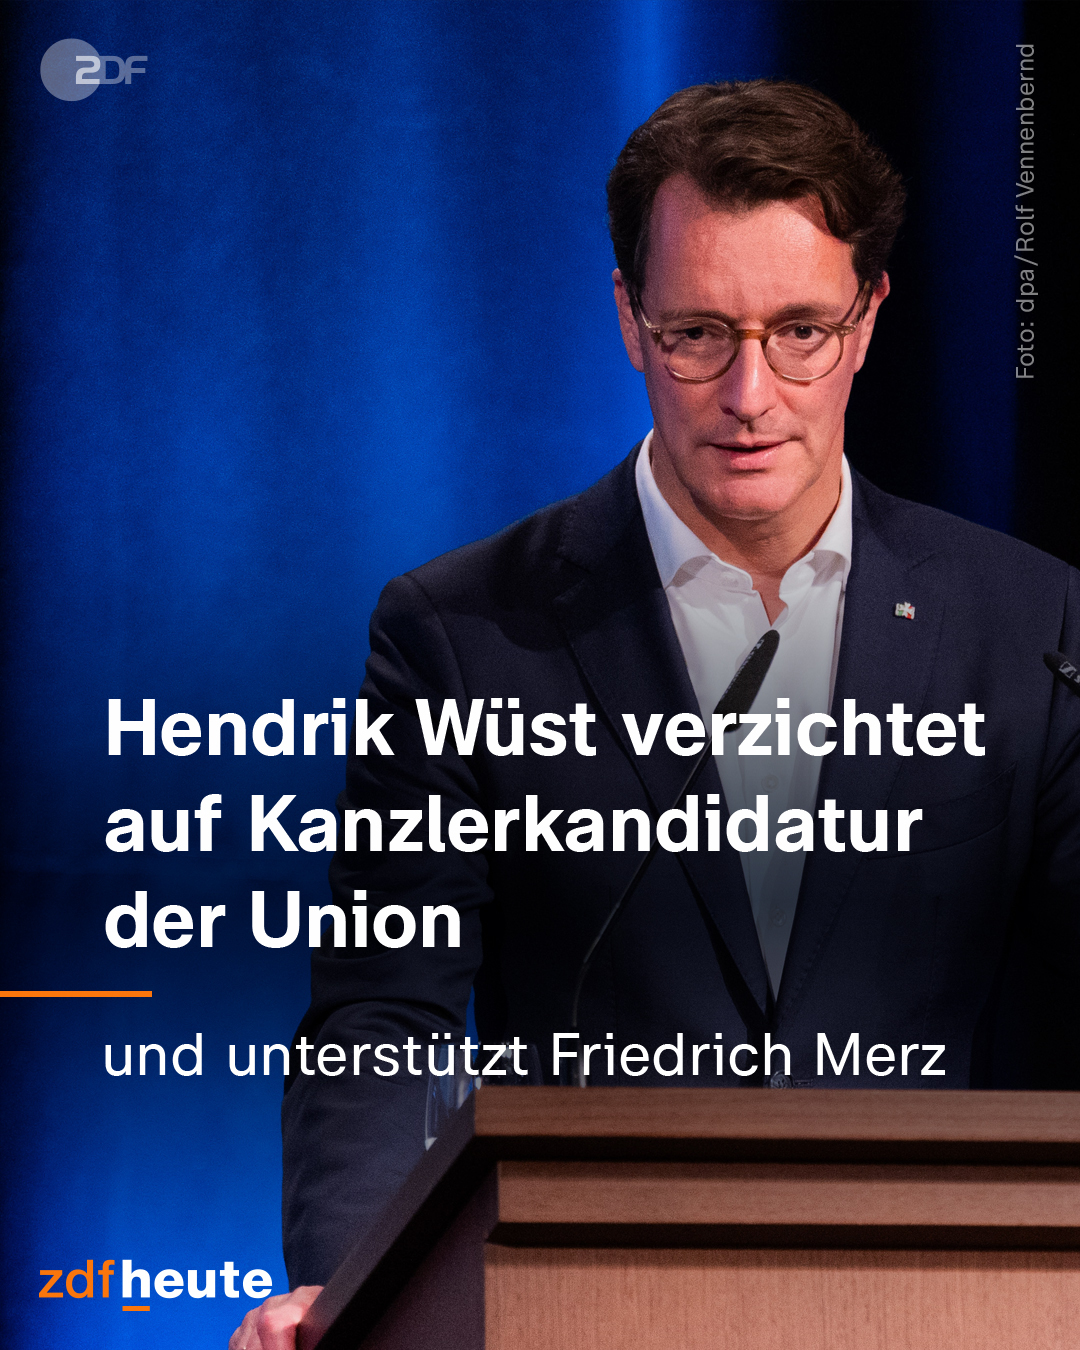 ZDF
Foto: dpa/Rolf Vennenbernd
Hendrik Wüst verzichtet
auf Kanzlerkandidatur
der Union
und unterstützt Friedrich Merz
zdfheute